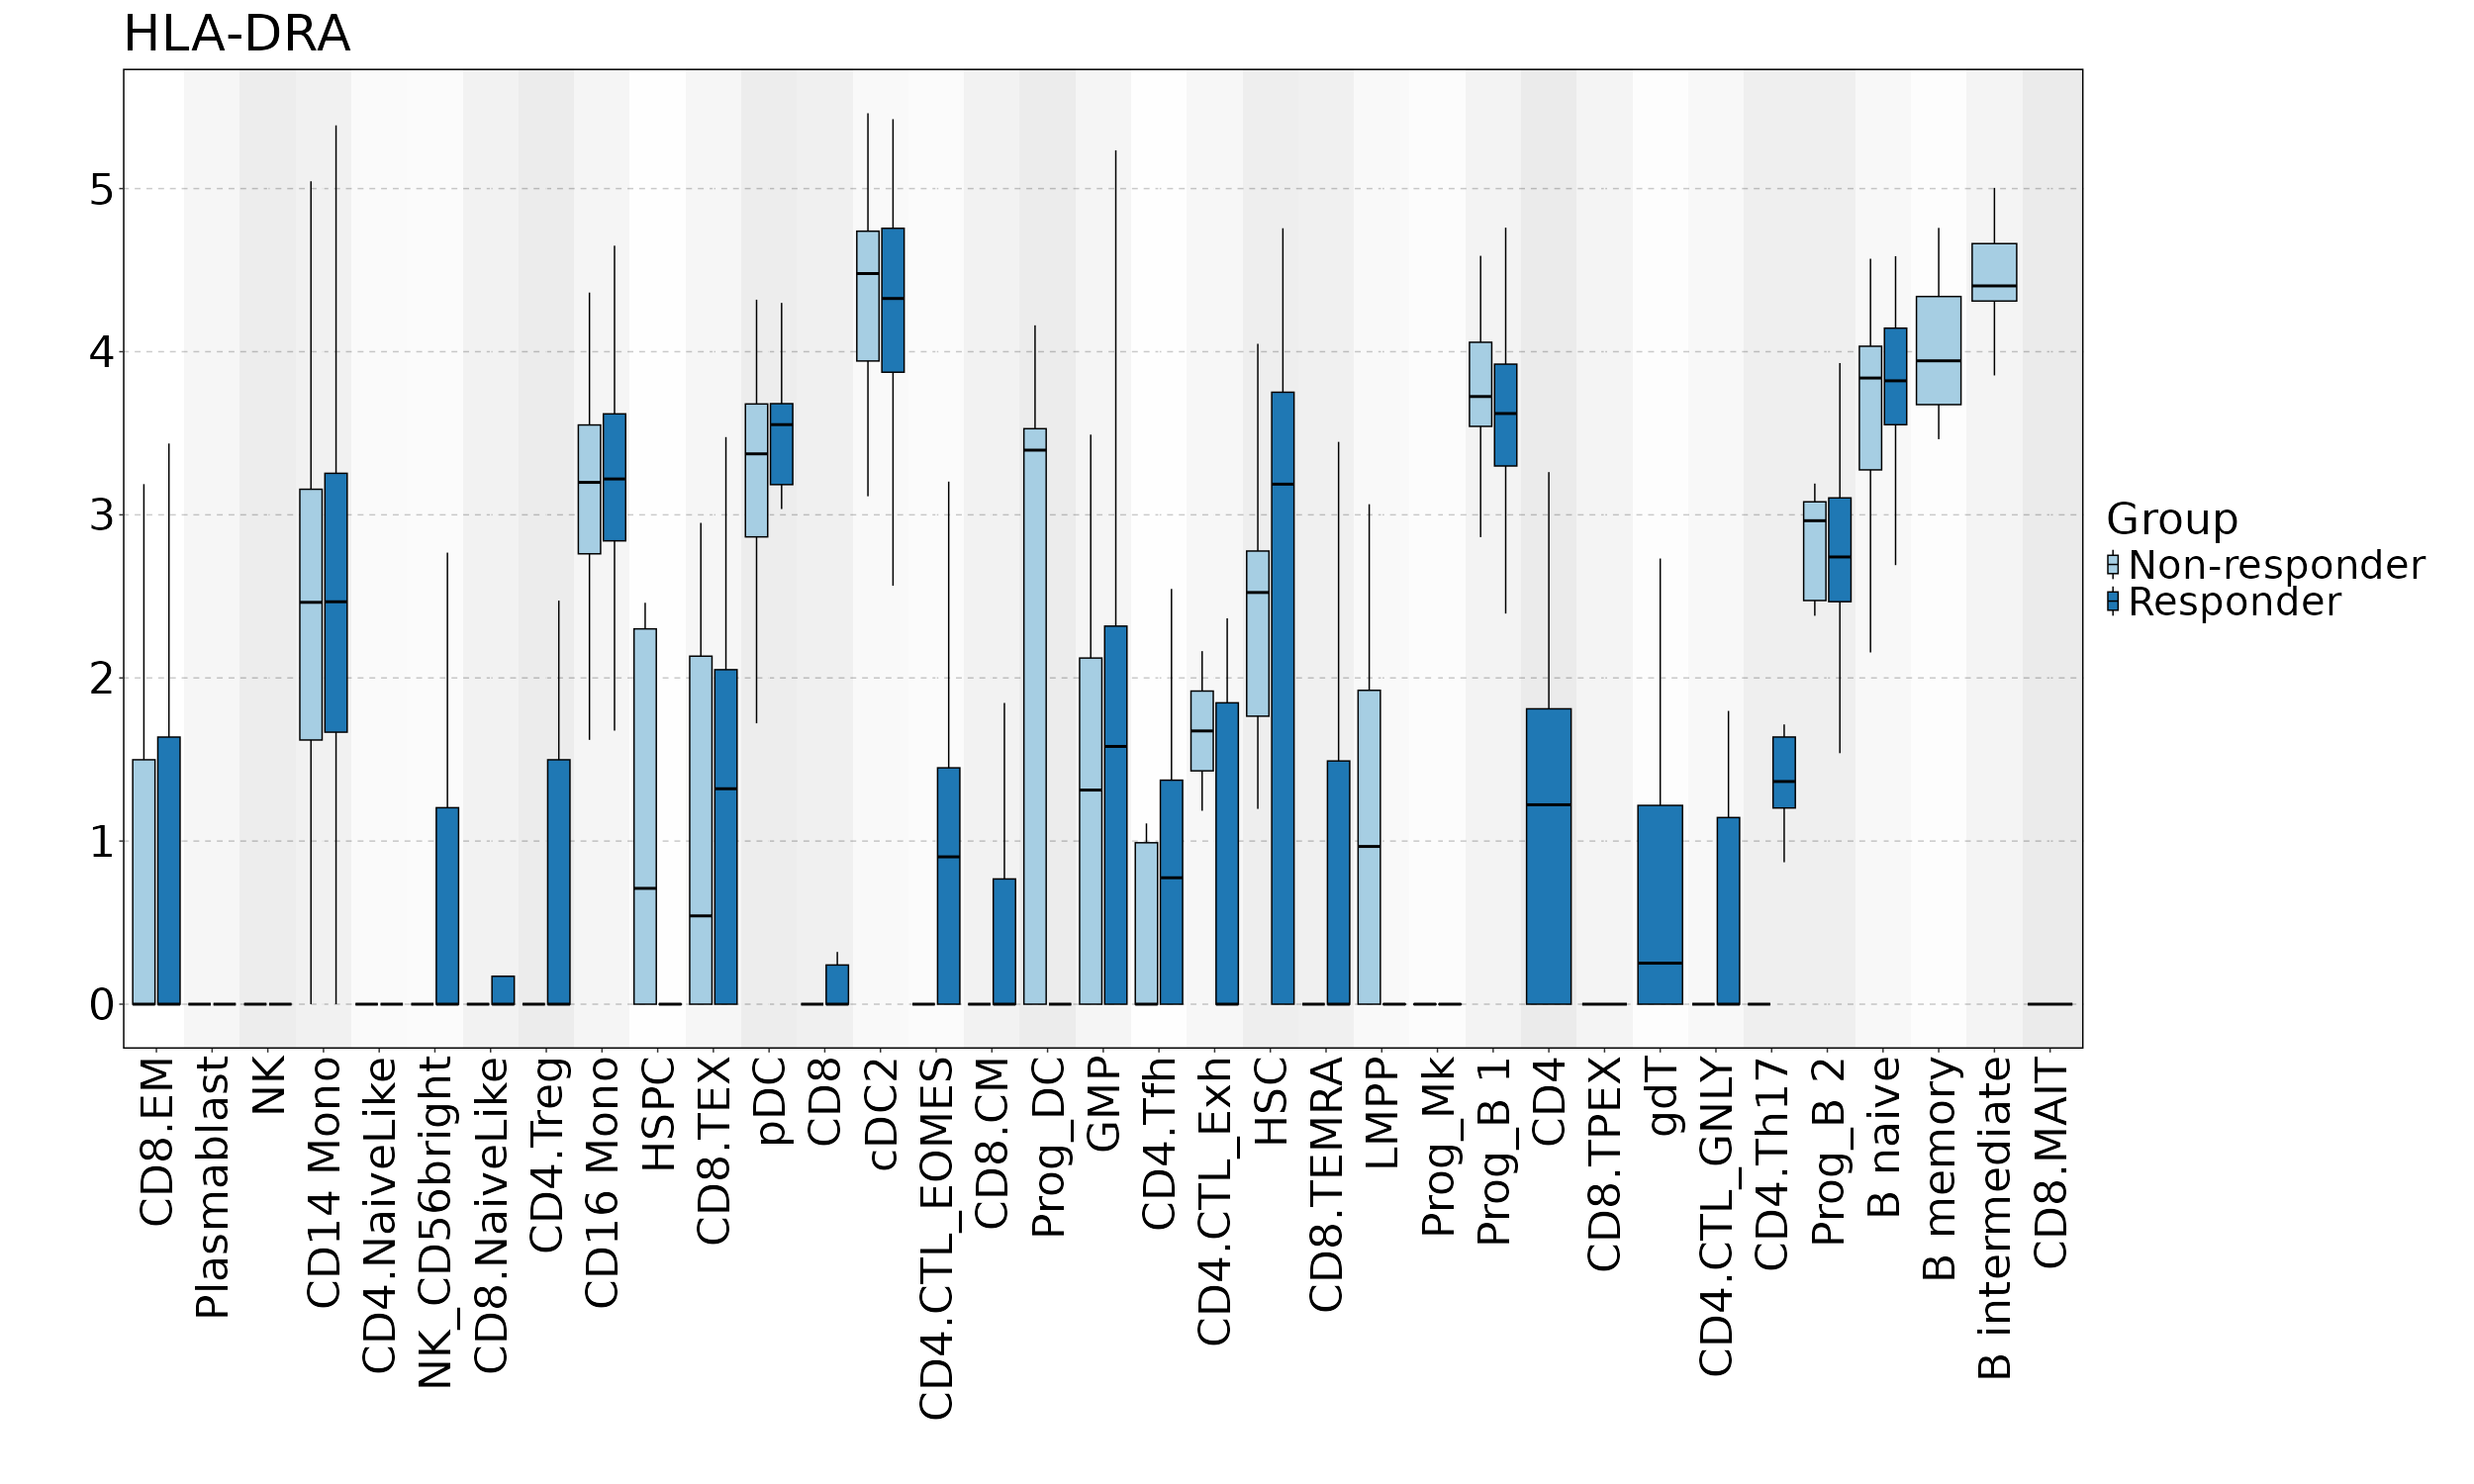 HLA-DRA
5
4
3
2
1
0
CD8.EM
Plasmablast
NK
CD14 Mono
CD4.NaiveLike
NK_CD56bright
CD8.NaiveLike
CD4.Treg
CD16 Mono
HSPC
CD8.TEX
pDC
CD8
cDC2
CD4.CTL_EOMES
CD8.CM
Prog_DC
GMP
CD4.Tfh
CD4.CTL_Exh
HSC
CD8.TEMRA
LMPP
Prog_Mk
Prog_B 1
CD4
CD8.TPEX
gdT
CD4.CTL_GNLY
CD4.Th17
Prog_B 2
B naive
B memory
B intermediate
CD8.MAIT
Group
Non-responder
Responder